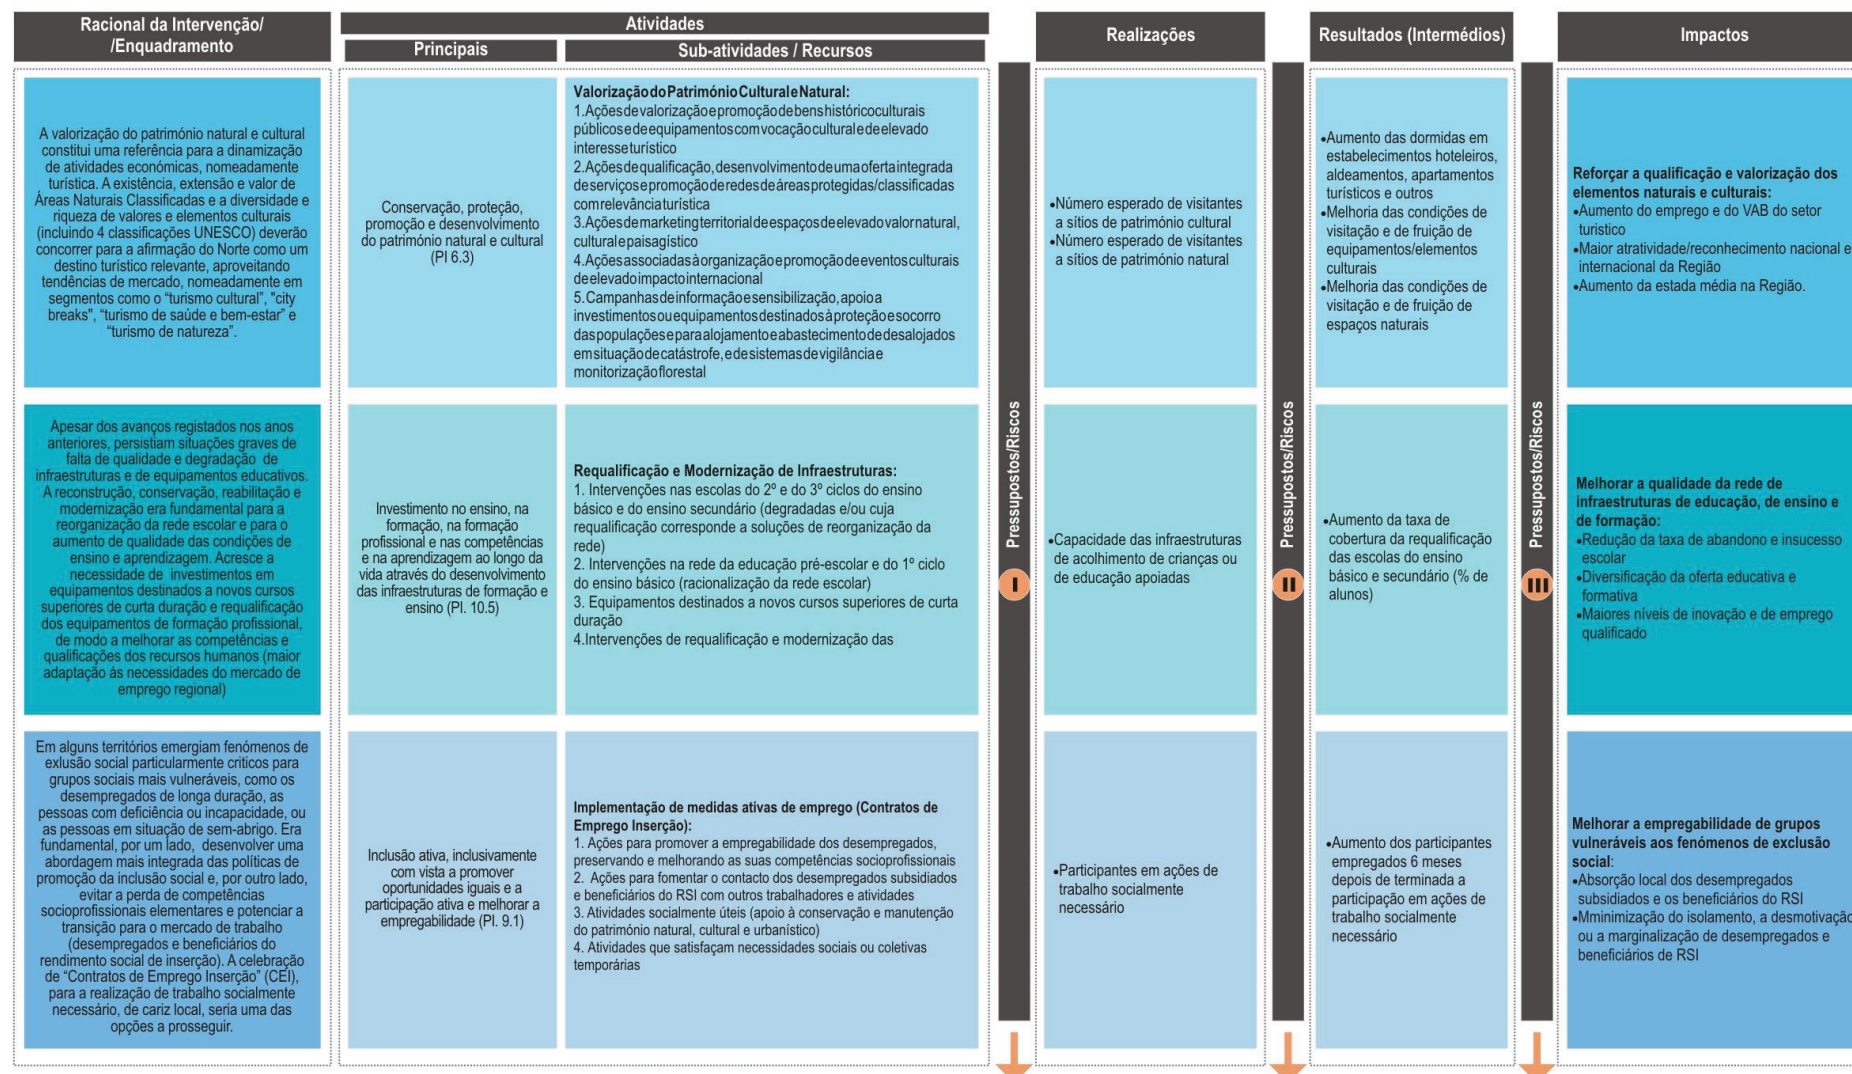 Racional da Intervenção/
/Enquadramento
Atividades
Principais
Sub-atividades / Recursos
Realizações
Resultados (Intermédios)
Impactos
A valorização do património natural e cultural
constitui uma referência para a dinamização
de atividades económicas, nomeadamente
turística. A existência, extensão e valor de
Áreas Naturais Classificadas e a diversidade e
riqueza de valores e elementos culturais
(incluindo 4 classificações UNESCO) deverão
concorrer para a afirmação do Norte como um
destino turístico relevante, aproveitando
tendências de mercado, nomeadamente em
segmentos como o “turismo cultural”, "city
breaks", “turismo de saúde e bem-estar” e
“turismo de natureza”.
Conservação, proteção,
promoção e desenvolvimento
do património natural e cultural
(PI 6.3)
Valorização do Património Cultural e Natural:
1.Ações de valorização e promoção de bens histórico culturais
públicos e de equipamentos com vocação cultural e de elevado
interesse turístico
2.Ações de qualificação, desenvolvimento de uma oferta integrada
de serviços e promoção de redes de áreas protegidas/classificadas
com relevância turística
3.Ações de marketing territorial de espaços de elevado valor natural,
cultural e paisagístico
4.Ações associadas à organização e promoção de eventos culturais
de elevado impacto internacional
5.Campanhas de informação e sensibilização, apoio a
investimentos ou equipamentos destinados à proteção e socorro
das populações e para alojamento e abastecimento de desalojados
em situação de catástrofe, e de sistemas de vigilância e
monitorização florestal
•Número esperado de visitantes
a sítios de património cultural
•Número esperado de visitantes
a sítios de património natural
•Aumento das dormidas em
estabelecimentos hoteleiros,
aldeamentos, apartamentos
turísticos e outros
•Melhoria das condições de
visitação e de fruição de
equipamentos/elementos
culturais
•Melhoria das condições de
visitação e de fruição de
espaços naturais
Reforçar a qualificação e valorização dos
elementos naturais e culturais:
•Aumento do emprego e do VAB do setor
turistico
•Maior atratividade/reconhecimento nacional e
internacional da Região
•Aumento da estada média na Região.
Apesar dos avanços registados nos anos
anteriores, persistiam situações graves de
falta de qualidade e degradação de
infraestruturas e de equipamentos educativos.
A reconstrução, conservação, reabilitação e
modernização era fundamental para a
reorganização da rede escolar e para o
aumento de qualidade das condições de
ensino e aprendizagem. Acresce a
necessidade de investimentos em
equipamentos destinados a novos cursos
superiores de curta duração e requalificação
dos equipamentos de formação profissional,
de modo a melhorar as competências e
qualificações dos recursos humanos (maior
adaptação ás necessidades do mercado de
emprego regional)
Investimento no ensino, na
formação, na formação
profissional e nas competências
e na aprendizagem ao longo da
vida através do desenvolvimento
das infraestruturas de formação e
ensino (PI. 10.5)
Requalificação e Modernização de Infraestruturas:
1. Intervenções nas escolas do 2º e do 3º ciclos do ensino
básico e do ensino secundário (degradadas e/ou cuja
requalificação corresponde a soluções de reorganização da
rede)
2. Intervenções na rede da educação pré-escolar e do 1º ciclo
do ensino básico (racionalização da rede escolar)
3. Equipamentos destinados a novos cursos superiores de curta
duração
4.Intervenções de requalificação e modernização das
Pressupostos/Riscos
I
•Capacidade das infraestruturas
de acolhimento de crianças ou
de educação apoiadas
Pressupostos/Riscos
II
•Aumento da taxa de
cobertura da requalificação
das escolas do ensino
básico e secundário (% de
alunos)
Pressupostos/Riscos
III
Melhorar a qualidade da rede de
infraestruturas de educação, de ensino e
de formação:
•Redução da taxa de abandono e insucesso
escolar
•Diversificação da oferta educativa e
formativa
•Maiores níveis de inovação e de emprego
qualificado
Em alguns territórios emergiam fenómenos de
exlusão social particularmente criticos para
grupos sociais mais vulneráveis, como os
desempregados de longa duração, as
pessoas com deficiência ou incapacidade, ou
as pessoas em situação de sem-abrigo. Era
fundamental, por um lado, desenvolver uma
abordagem mais integrada das políticas de
promoção da inclusão social e, por outro lado,
evitar a perda de competências
socioprofissionais elementares e potenciar a
transição para o mercado de trabalho
(desempregados e beneficiários do
rendimento social de inserção). A celebração
de “Contratos de Emprego Inserção” (CEI),
para a realização de trabalho socialmente
necessário, de cariz local, seria uma das
opções a prosseguir.
Inclusão ativa, inclusivamente
com vista a promover
oportunidades iguais e a
participação ativa e melhorar a
empregabilidade (PI. 9.1)
Implementação de medidas ativas de emprego (Contratos de
Emprego Inserção):
1. Ações para promover a empregabilidade dos desempregados,
preservando e melhorando as suas competências socioprofissionais
2. Ações para fomentar o contacto dos desempregados subsidiados
e beneficiários do RSI com outros trabalhadores e atividades
3. Atividades socialmente úteis (apoio à conservação e manutenção
do património natural, cultural e urbanístico)
4. Atividades que satisfaçam necessidades sociais ou coletivas
temporárias
•Participantes em ações de
trabalho socialmente
necessário
•Aumento dos participantes
empregados 6 meses
depois de terminada a
participação em ações de
trabalho socialmente
necessário
Melhorar a empregabilidade de grupos
vulneráveis aos fenómenos de exclusão
social:
•Absorção local dos desempregados
subsidiados e os beneficiários do RSI
•Mminimização do isolamento, a desmotivação
ou a marginalização de desempregados e
beneficiários de RSI